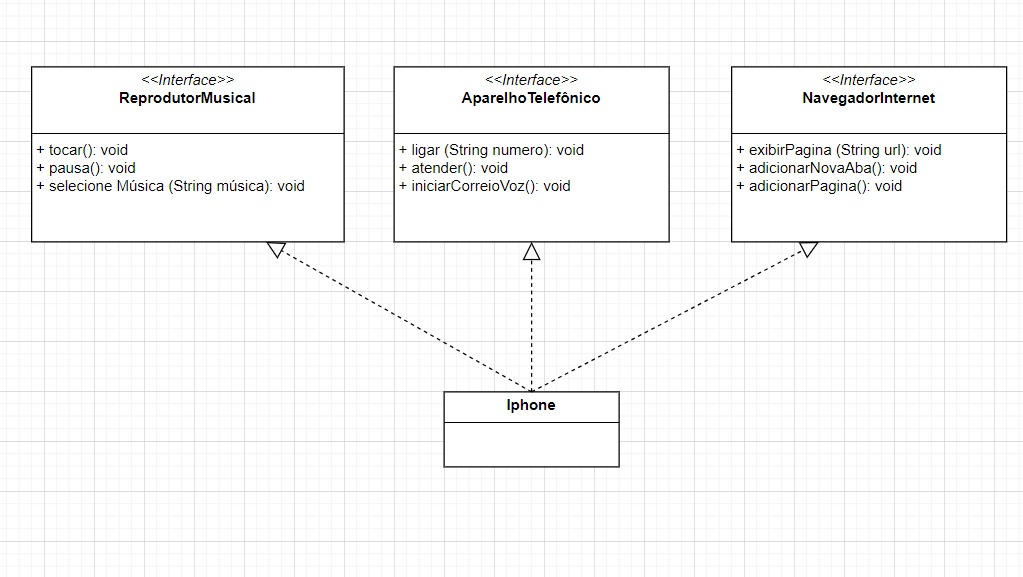 <<Interface>>
ReprodutorMusical
+ tocar(): void
+ pausa(): void
+ selecione Música (String música): void
<<Interface>>
AparelhoTelefônico
+ ligar (String numero): void
+ atender(): void
+ iniciarCorreioVoz(): void
<<Interface>>
NavegadorInternet
+ exibirPagina (String url): void
+ adicionarNovaAba(): void
+ adicionarPagina(): void
Iphone